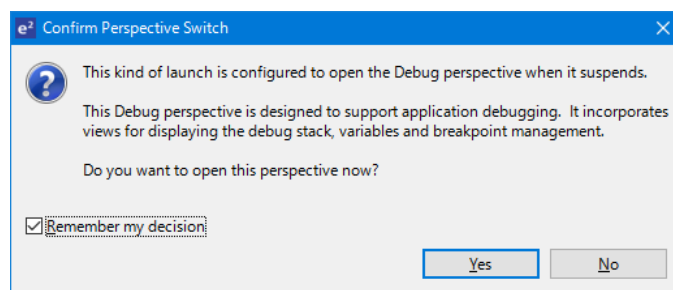 e² Confirm Perspective Switch
This kind of launch is configured to open the Debug perspective when it suspends.
This Debug perspective is designed to support application debugging.  It incorporates
views for displaying the debug stack, variables and breakpoint management.
Do you want to open this perspective now?
Remember my decision
Yes No